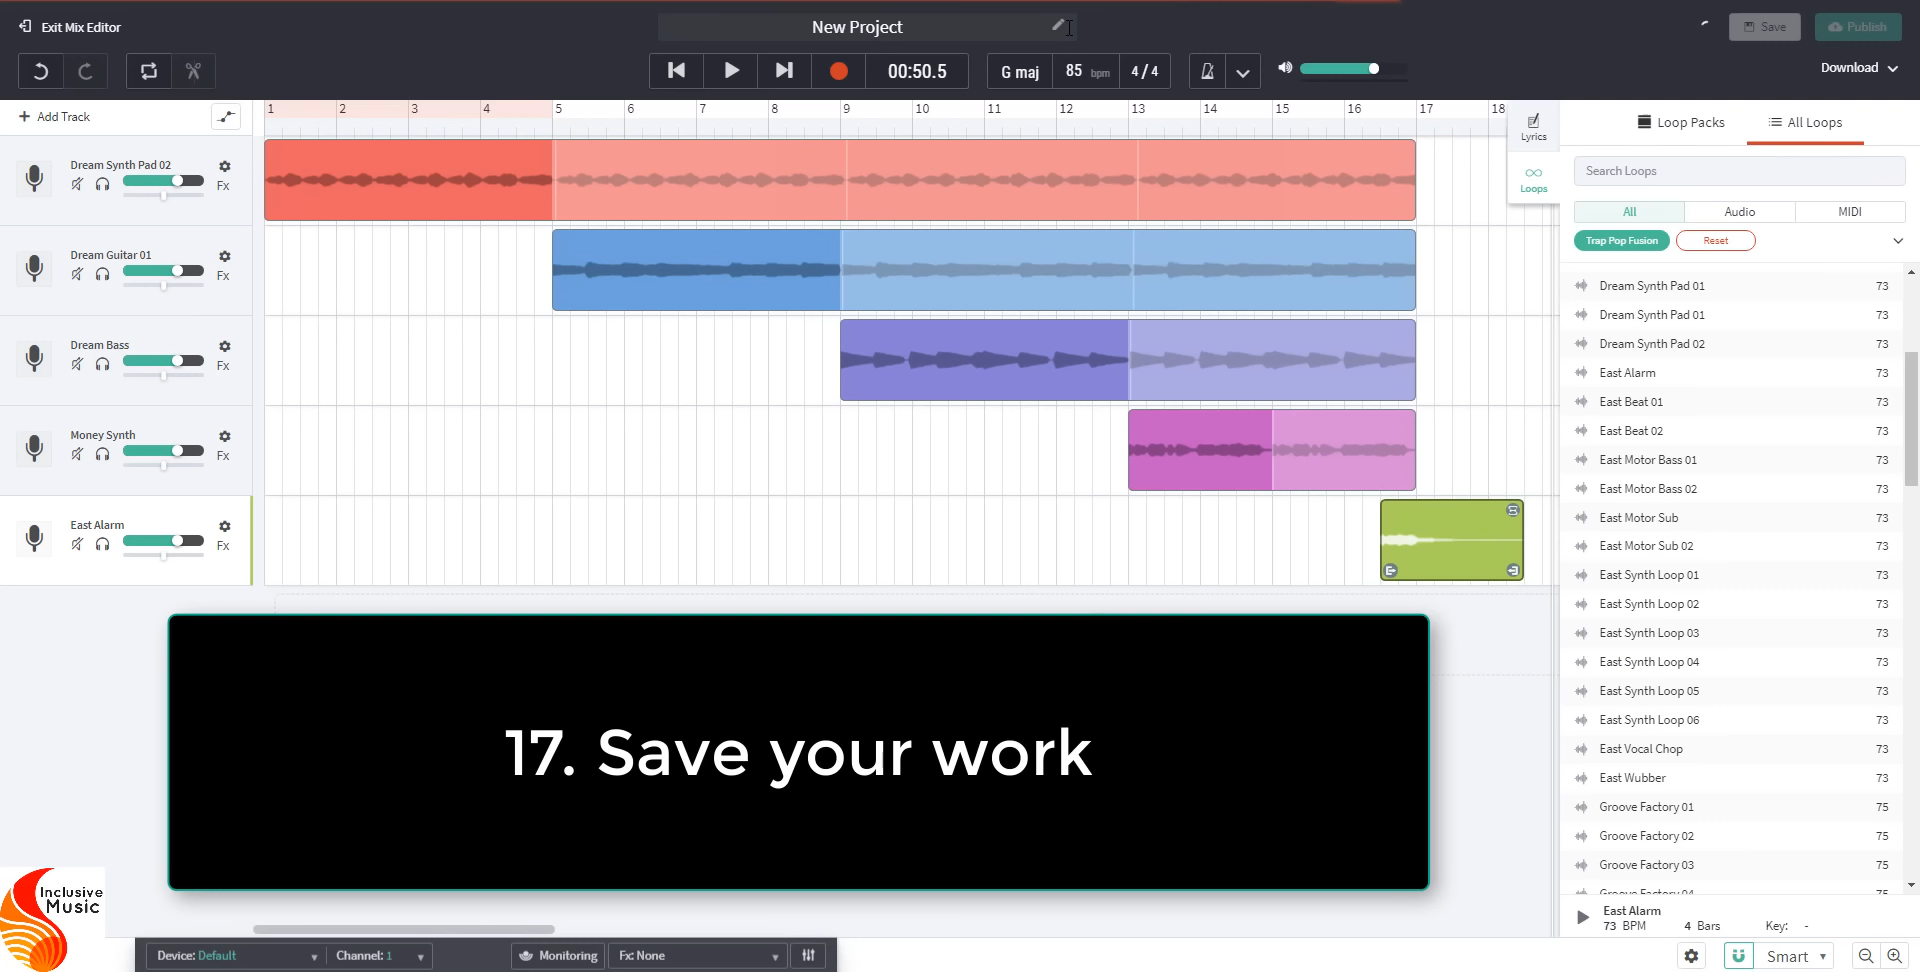 Exit Mix Editor
New Project
Save
Publish
00:50.5
G maj
85 bpm
4 / 4
Download
Add Track
1 2 3 4 5 6 7 8 9 10 11 12 13 14 15 16 17 18
Lyrics
Loops
Loop Packs
All Loops
Search Loops
All
Audio
MIDI
Trap Pop Fusion
Reset
Dream Synth Pad 02
Fx
Dream Guitar 01
Fx
Dream Bass
Fx
Money Synth
Fx
East Alarm
Fx
Dream Synth Pad 01 73
Dream Synth Pad 01 73
Dream Synth Pad 02 73
East Alarm 73
East Beat 01 73
East Beat 02 73
East Motor Bass 01 73
East Motor Bass 02 73
East Motor Sub 73
East Motor Sub 02 73
East Synth Loop 01 73
East Synth Loop 02 73
East Synth Loop 03 73
East Synth Loop 04 73
East Synth Loop 05 73
East Synth Loop 06 73
East Vocal Chop 73
East Wubber 73
Groove Factory 01 75
Groove Factory 02 75
Groove Factory 03 75
Groove Factory 04 75
17. Save your work
Inclusive
Music
East Alarm
73 BPM 4 Bars Key: -
Device: Default
Channel: 1
Monitoring
Fx: None
Smart